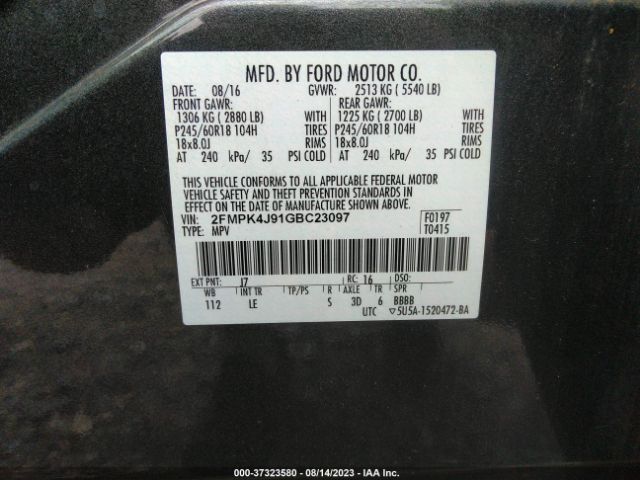 MFD. BY FORD MOTOR CO.
DATE: 08/16 GVWR: 2513 KG ( 5540 LB)
FRONT GAWR: REAR GAWR:
1306 KG ( 2880 LB) WITH 1225 KG ( 2700 LB) WITH
P245/60R18 104H TIRES P245/60R18 104H TIRES
18x8.0J RIMS 18x8.0J RIMS
AT 240 kPa/ 35 PSI COLD AT 240 kPa/ 35 PSI COLD
THIS VEHICLE CONFORMS TO ALL APPLICABLE FEDERAL MOTOR
VEHICLE SAFETY AND THEFT PREVENTION STANDARDS IN
EFFECT ON THE DATE OF MANUFACTURE SHOWN ABOVE.
VIN: 2FMPK4J91GBC23097 F0197
TYPE: MPV T0415
EXT PNT: J7 RC: 16 DSO:
WB INT TR TP/PS R AXLE TR SPR
112 LE S 3D 6 BBBB
UTC ▽5U5A-1520472-BA
000-37323580 - 08/14/2023 - IAA Inc.